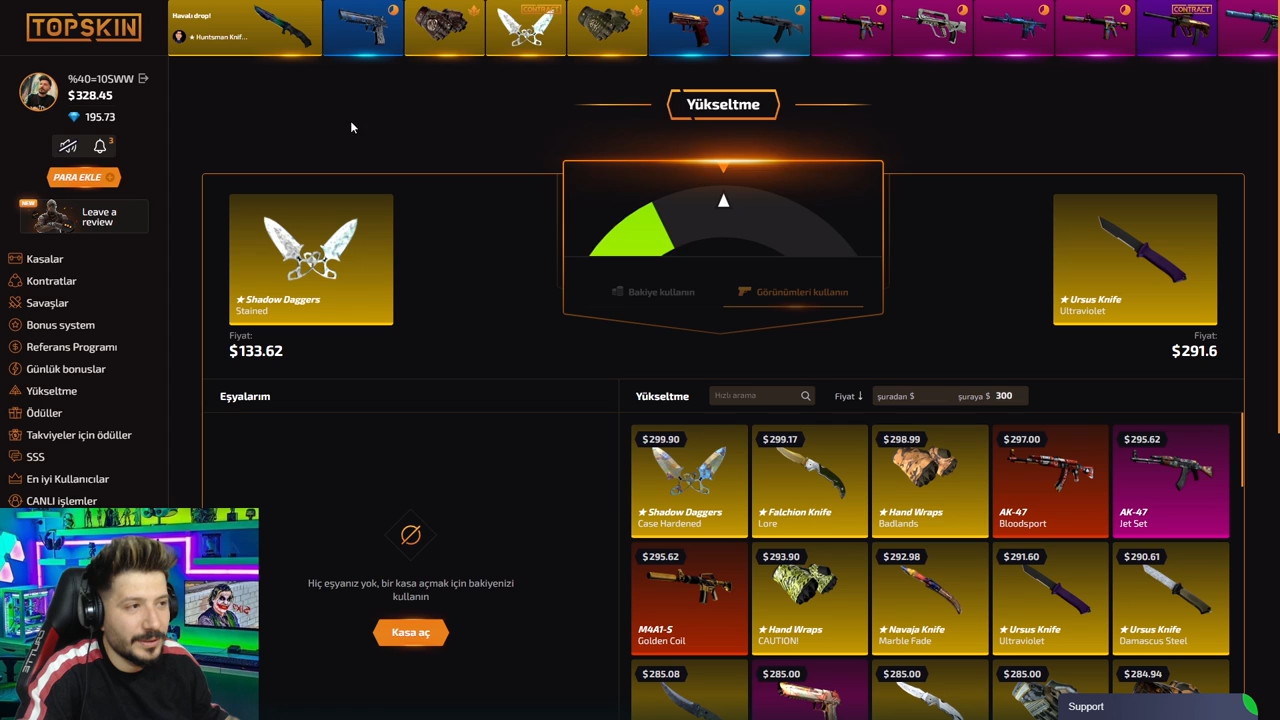 TOPSKIN
Havalı drop!
★ Huntsman Knif...
CONTRACT
CONTRACT
%40=10SWW
$328.45
195.73
3
PARA EKLE
NEW
Leave a
review
Kasalar
Kontratlar
Savaşlar
Bonus system
Referans Programı
Günlük bonuslar
Yükseltme
Ödüller
Takviyeler için ödüller
SSS
En iyi Kullanıcılar
CANLI işlemler
Yükseltme
★ Shadow Daggers
Stained
Fiyat:
$133.62
Bakiye kullanın
Görünümleri kullanın
★ Ursus Knife
Ultraviolet
Fiyat:
$291.6
Eşyalarım
Hiç eşyanız yok, bir kasa açmak için bakiyenizi
kullanın
Kasa aç
Yükseltme
Hızlı arama
Fiyat ↓
şuradan $
şuraya $ 300
$299.90
★ Shadow Daggers
Case Hardened
$299.17
★ Falchion Knife
Lore
$298.99
★ Hand Wraps
Badlands
$297.00
AK-47
Bloodsport
$295.62
AK-47
Jet Set
$295.62
M4A1-S
Golden Coil
$293.90
★ Hand Wraps
CAUTION!
$292.98
★ Navaja Knife
Marble Fade
$291.60
★ Ursus Knife
Ultraviolet
$290.61
★ Ursus Knife
Damascus Steel
$285.08
$285.00
$285.00
$285.00
$284.94
Support